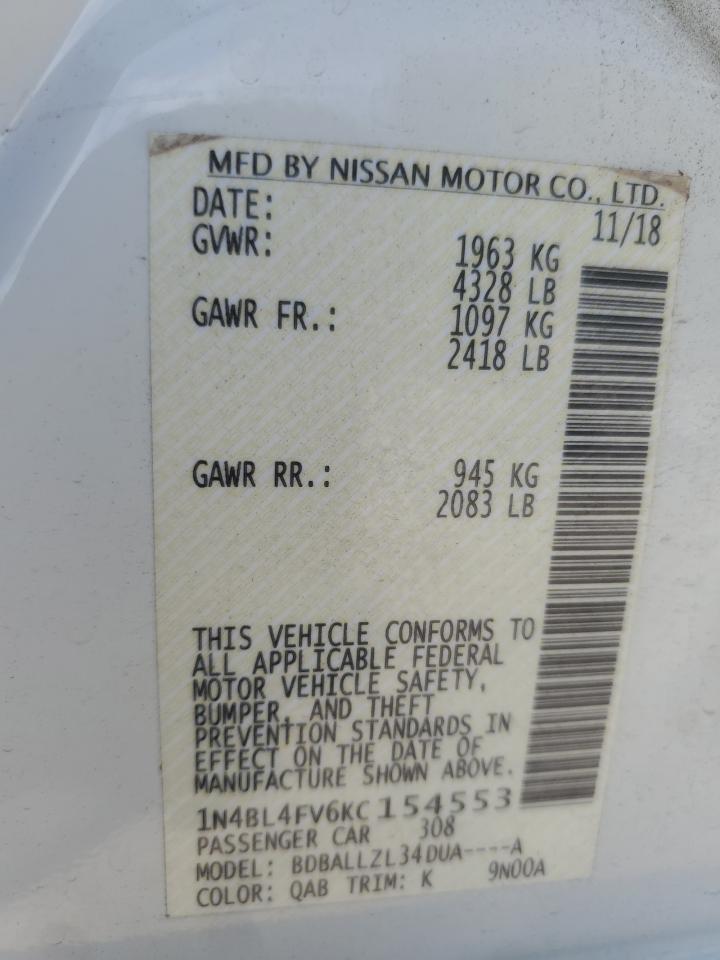 MFD BY NISSAN MOTOR CO., LTD.
DATE: 11/18
GVWR: 1963 KG
4328 LB
GAWR FR.: 1097 KG
2418 LB
GAWR RR.: 945 KG
2083 LB
THIS VEHICLE CONFORMS TO
ALL APPLICABLE FEDERAL
MOTOR VEHICLE SAFETY,
BUMPER, AND THEFT
PREVENTION STANDARDS IN
EFFECT ON THE DATE OF
MANUFACTURE SHOWN ABOVE.
1N4BL4FV6KC154553
PASSENGER CAR 308
MODEL: BDBALLZL34DUA----A
COLOR: QAB TRIM: K 9N00A